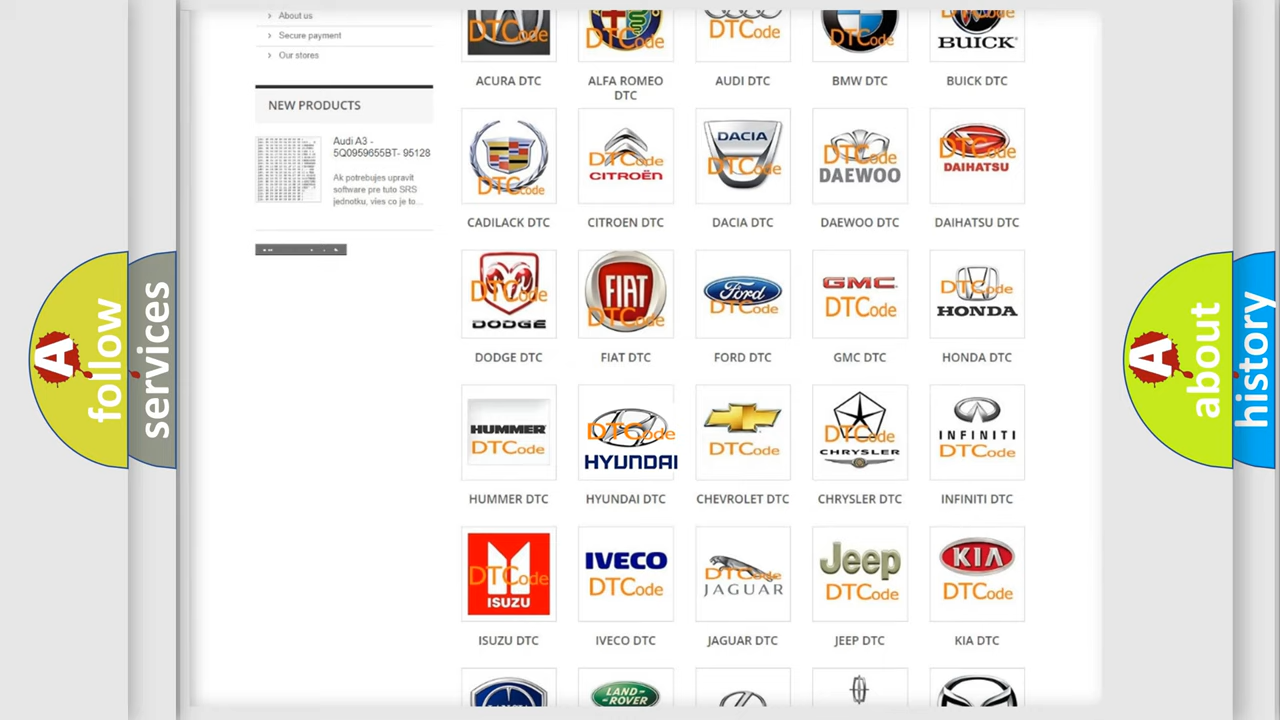 About us
Secure payment
Our stores
NEW PRODUCTS
Audi A3 -
5Q0959655BT- 95128
Ak potrebujes upravit
software pre tuto SRS
jednotku, vies co je to...
DTCode
DTCode
DTCode
DTCode
BUICK
ACURA DTC
ALFA ROMEO
DTC
AUDI DTC
BMW DTC
BUICK DTC
DTCode
DTCode
CITROËN
DACIA
DTCode
DTCode
DAEWOO
DTCode
DAIHATSU
CADILACK DTC
CITROEN DTC
DACIA DTC
DAEWOO DTC
DAIHATSU DTC
DTCode
DODGE
FIAT
DTCode
Ford
DTCode
GMC
DTCode
DTCode
HONDA
DODGE DTC
FIAT DTC
FORD DTC
GMC DTC
HONDA DTC
HUMMER
DTCode
DTCode
HYUNDAI
DTCode
DTCode
CHRYSLER
INFINITI
DTCode
HUMMER DTC
HYUNDAI DTC
CHEVROLET DTC
CHRYSLER DTC
INFINITI DTC
DTCode
ISUZU
IVECO
DTCode
DTCode
JAGUAR
Jeep
DTCode
KIA
DTCode
ISUZU DTC
IVECO DTC
JAGUAR DTC
JEEP DTC
KIA DTC
LAND-
ROVER
A
follow
services
A
about
history